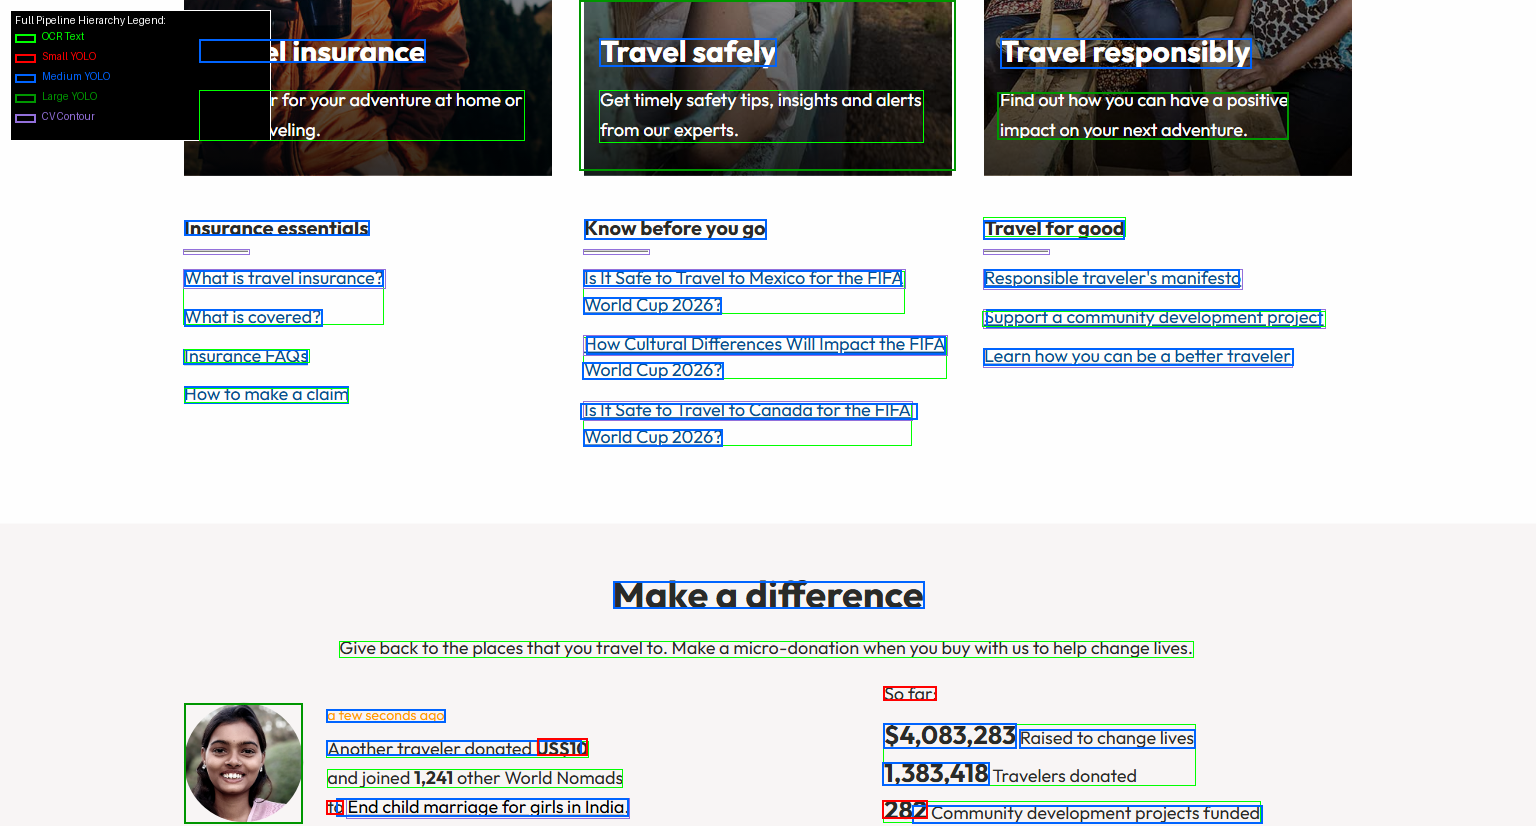 Full Pipeline Hierarchy Legend:
OCR Text
Small YOLO
Medium YOLO
Large YOLO
CV Contour
el insurance
r for your adventure at home or
veling.
Travel safely
Get timely safety tips, insights and alerts
from our experts.
Travel responsibly
Find out how you can have a positive
impact on your next adventure.
Insurance essentials
What is travel insurance?
What is covered?
Insurance FAQs
How to make a claim
Know before you go
Is It Safe to Travel to Mexico for the FIFA
World Cup 2026?
How Cultural Differences Will Impact the FIFA
World Cup 2026?
Is It Safe to Travel to Canada for the FIFA
World Cup 2026?
Travel for good
Responsible traveler's manifesto
Support a community development project
Learn how you can be a better traveler
Make a difference
Give back to the places that you travel to. Make a micro-donation when you buy with us to help change lives.
a few seconds ago
Another traveler donated US$10
and joined 1,241 other World Nomads
to End child marriage for girls in India.
So far:
$4,083,283 Raised to change lives
1,383,418 Travelers donated
282 Community development projects funded